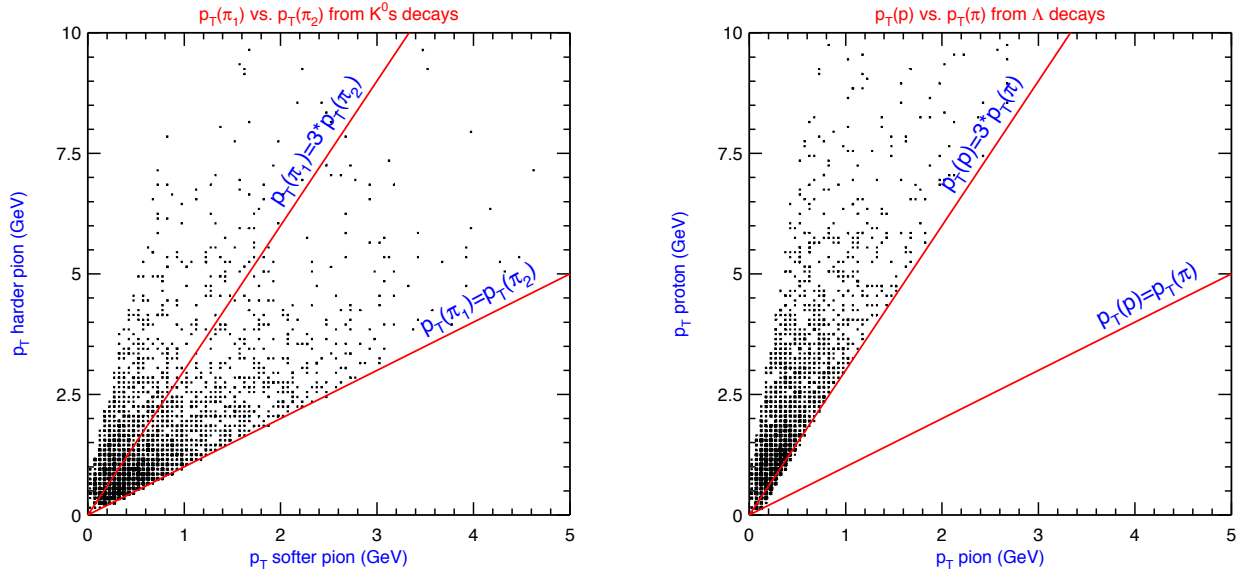 p_T(π_1) vs. p_T(π_2) from K^0s decays
10
7.5
5
2.5
0
0 1 2 3 4 5
p_T harder pion (GeV)
p_T softer pion (GeV)
p_T(π_1)=3*p_T(π_2)
p_T(π_1)=p_T(π_2)
p_T(p) vs. p_T(π) from Λ decays
10
7.5
5
2.5
0
0 1 2 3 4 5
p_T proton (GeV)
p_T pion (GeV)
p_T(p)=3*p_T(π)
p_T(p)=p_T(π)